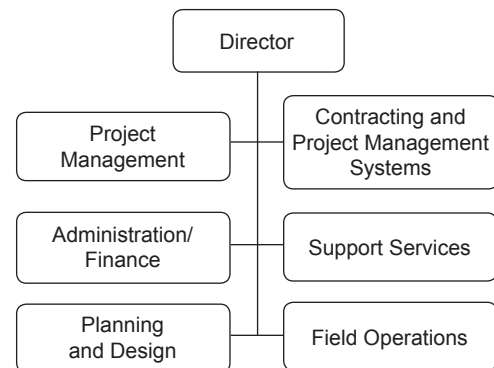 Director
Project
Management
Contracting and
Project Management
Systems
Administration/
Finance
Support Services
Planning
and Design
Field Operations